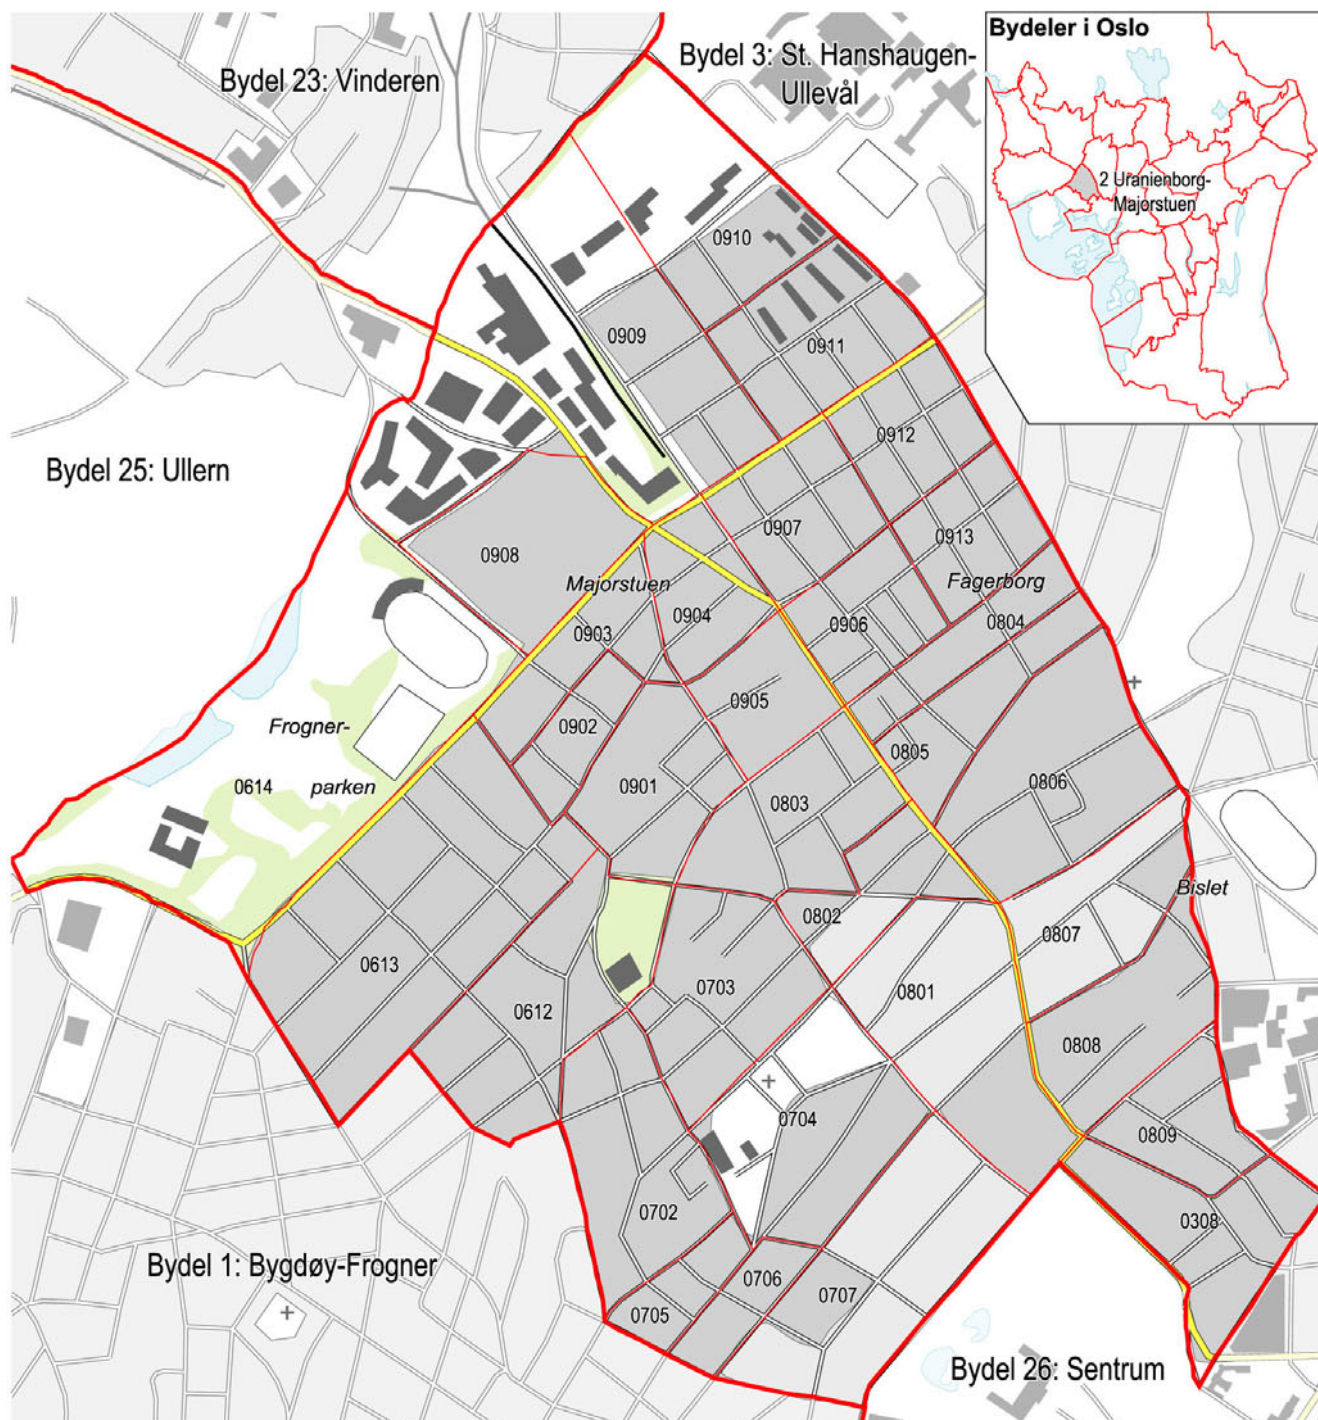 Bydeler i Oslo
2 Uranienborg-
Majorstuen
Bydel 23: Vinderen
Bydel 3: St. Hanshaugen-
Ullevål
0910
0909
0911
0912
Bydel 25: Ullern
0907
0913
0908
Majorstuen
Fagerborg
0904
0903
0906
0804
0905
Frogner-
parken
0902
0805
0614
0901
0803
0806
Bislet
0802
0807
0613
0703
0801
0612
0808
0704
0809
0702
0308
Bydel 1: Bygdøy-Frogner
0706
0707
0705
Bydel 26: Sentrum